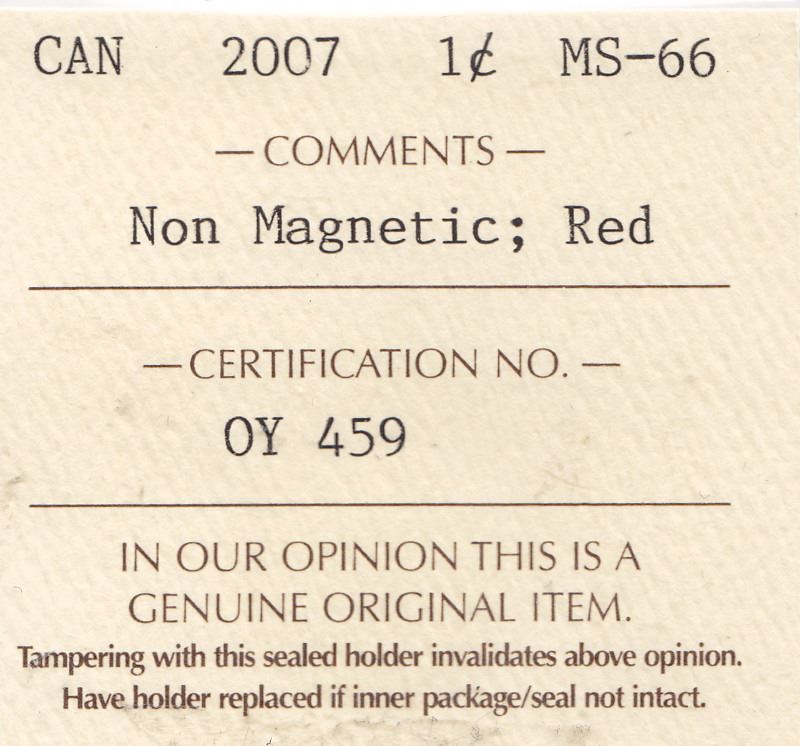 CAN 2007 1¢ MS-66
— COMMENTS —
Non Magnetic; Red
— CERTIFICATION NO. —
OY 459
IN OUR OPINION THIS IS A
GENUINE ORIGINAL ITEM.
Tampering with this sealed holder invalidates above opinion.
Have holder replaced if inner package/seal not intact.